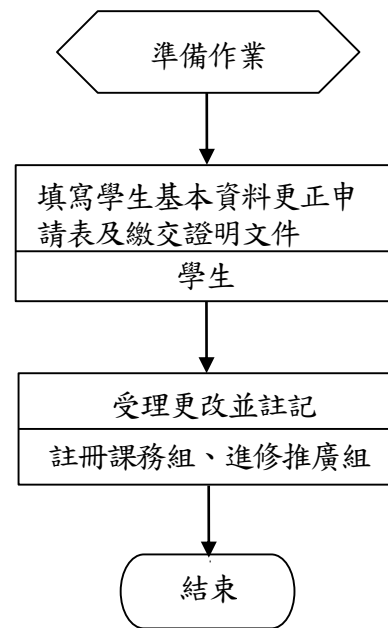 準備作業
填寫學生基本資料更正申
請表及繳交證明文件
學生
受理更改並註記
註冊課務組、進修推廣組
結束